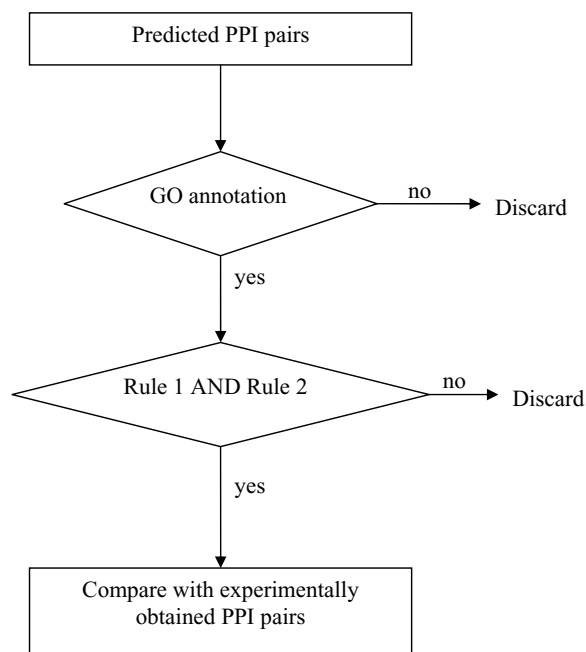 Predicted PPI pairs
GO annotation
no
Discard
yes
Rule 1 AND Rule 2
no
Discard
yes
Compare with experimentally
obtained PPI pairs